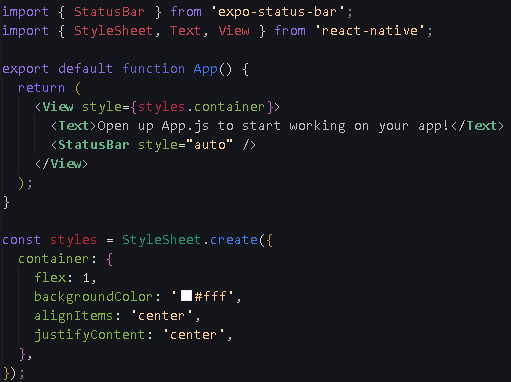 import { StatusBar } from 'expo-status-bar';
import { StyleSheet, Text, View } from 'react-native';

export default function App() {
  return (
    <View style={styles.container}>
      <Text>Open up App.js to start working on your app!</Text>
      <StatusBar style="auto" />
    </View>
  );
}

const styles = StyleSheet.create({
  container: {
    flex: 1,
    backgroundColor: '#fff',
    alignItems: 'center',
    justifyContent: 'center',
  },
});